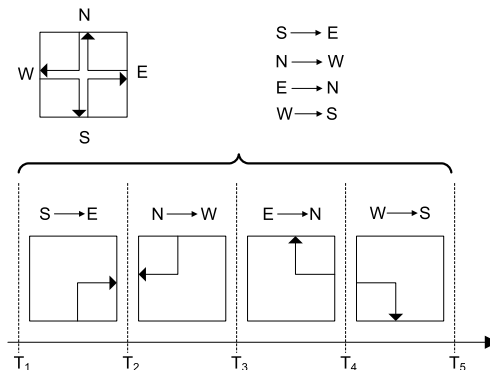 N
W E
S
S → E
N → W
E → N
W → S
S → E N → W E → N W → S
T₁ T₂ T₃ T₄ T₅